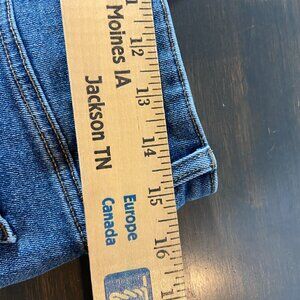 Moines IA
Jackson TN
Europe
Canada
12
13
14
15
16